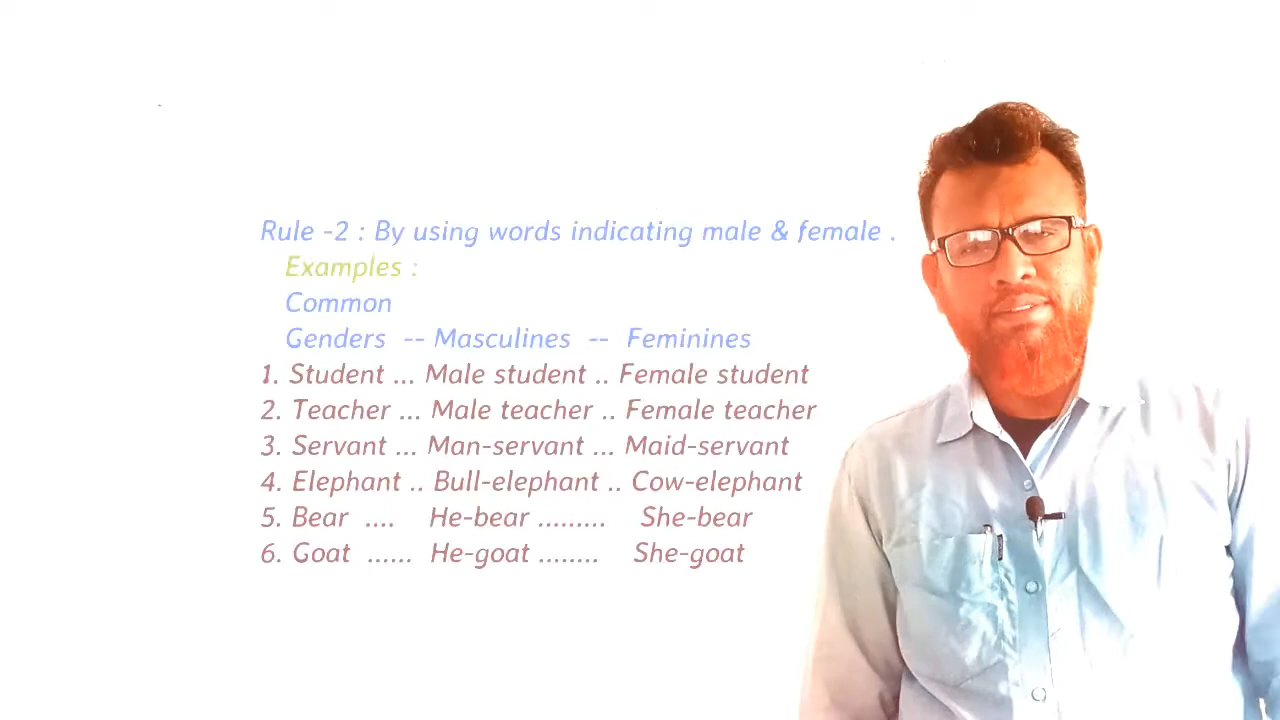 Rule -2 : By using words indicating male & female .
Examples :
Common
Genders -- Masculines -- Feminines
1. Student ... Male student .. Female student
2. Teacher ... Male teacher .. Female teacher
3. Servant ... Man-servant ... Maid-servant
4. Elephant .. Bull-elephant .. Cow-elephant
5. Bear .... He-bear ......... She-bear
6. Goat ...... He-goat ........ She-goat